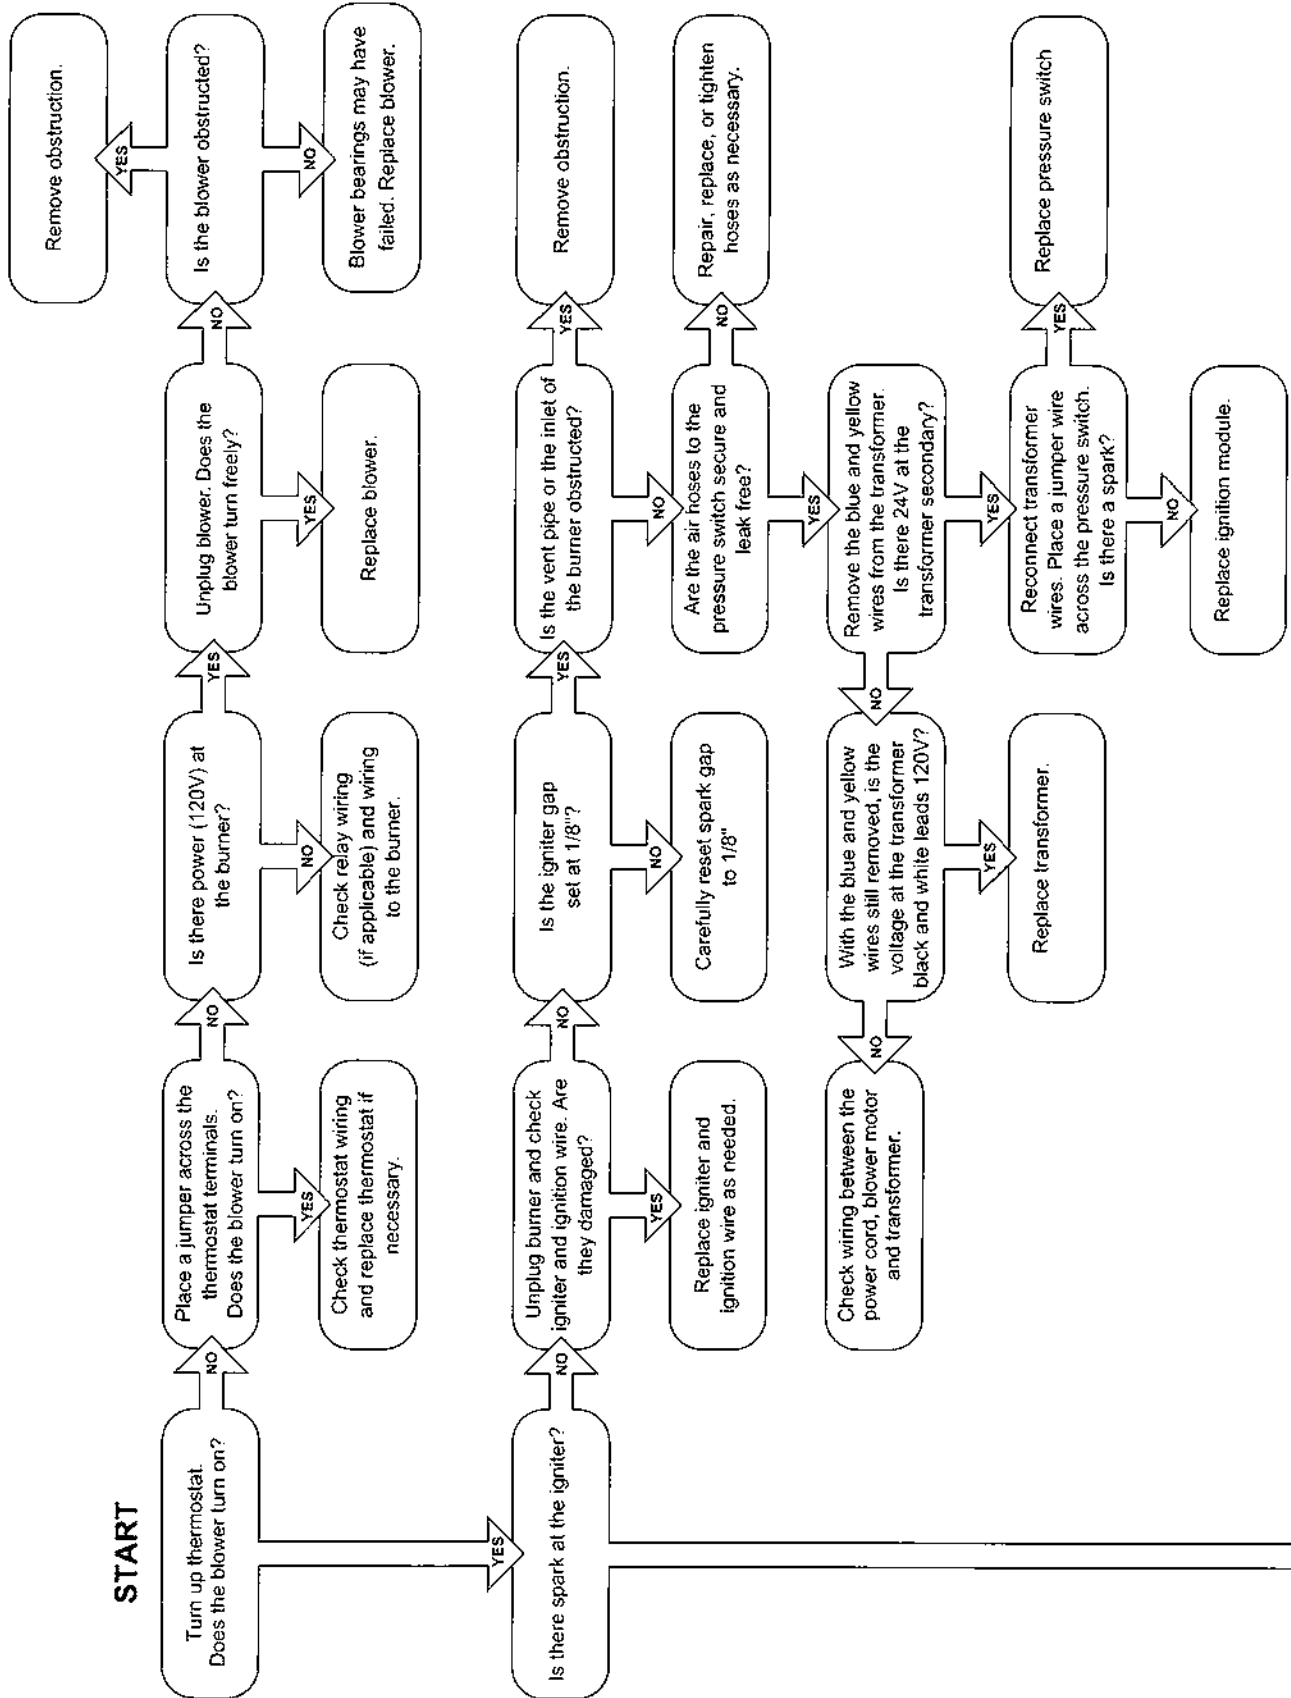 START
Turn up thermostat.
Does the blower turn on?
NO
Place a jumper across the
thermostat terminals.
Does the blower turn on?
NO
Is there power (120V) at
the burner?
YES
Unplug blower. Does the
blower turn freely?
NO
Is the blower obstructed?
YES
Remove obstruction.
YES
Check thermostat wiring
and replace thermostat if
necessary.
NO
Check relay wiring
(if applicable) and wiring
to the burner.
YES
Replace blower.
NO
Blower bearings may have
failed. Replace blower.
YES
Is there spark at the igniter?
NO
Unplug burner and check
igniter and ignition wire. Are
they damaged?
NO
Is the igniter gap
set at 1/8"?
YES
Is the vent pipe or the inlet of
the burner obstructed?
YES
Remove obstruction.
YES
Replace igniter and
ignition wire as needed.
NO
Carefully reset spark gap
to 1/8"
NO
Are the air hoses to the
pressure switch secure and
leak free?
NO
Repair, replace, or tighten
hoses as necessary.
YES
Remove the blue and yellow
wires from the transformer.
Is there 24V at the
transformer secondary?
NO
With the blue and yellow
wires still removed, is the
voltage at the transformer
black and white leads 120V?
NO
Check wiring between the
power cord, blower motor
and transformer.
YES
Replace transformer.
YES
Reconnect transformer
wires. Place a jumper wire
across the pressure switch.
Is there a spark?
YES
Replace pressure switch
NO
Replace ignition module.